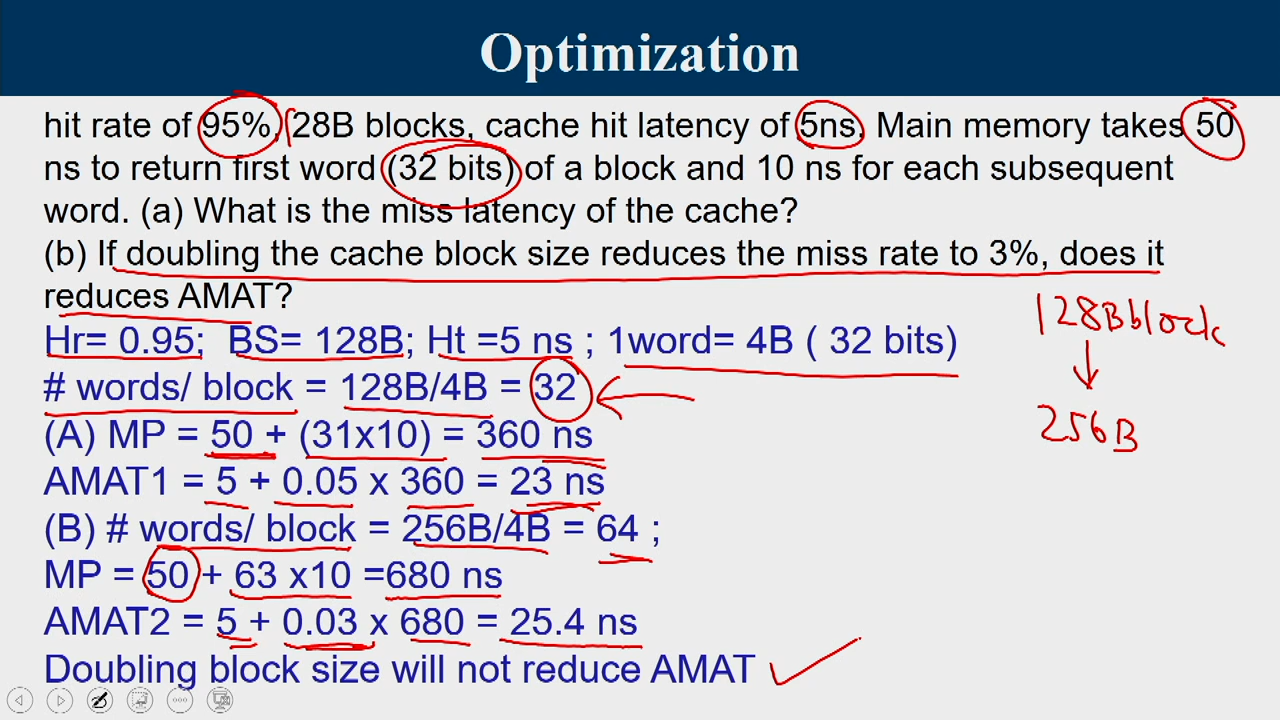 Optimization
hit rate of 95%, 128B blocks, cache hit latency of 5ns. Main memory takes 50
ns to return first word (32 bits) of a block and 10 ns for each subsequent
word. (a) What is the miss latency of the cache?
(b) If doubling the cache block size reduces the miss rate to 3%, does it
reduces AMAT?
Hr= 0.95; BS= 128B; Ht =5 ns ; 1word= 4B ( 32 bits)
# words/ block = 128B/4B = 32
(A) MP = 50 + (31x10) = 360 ns
AMAT1 = 5 + 0.05 x 360 = 23 ns
(B) # words/ block = 256B/4B = 64 ;
MP = 50 + 63 x10 =680 ns
AMAT2 = 5 + 0.03 x 680 = 25.4 ns
Doubling block size will not reduce AMAT
128B block
256B